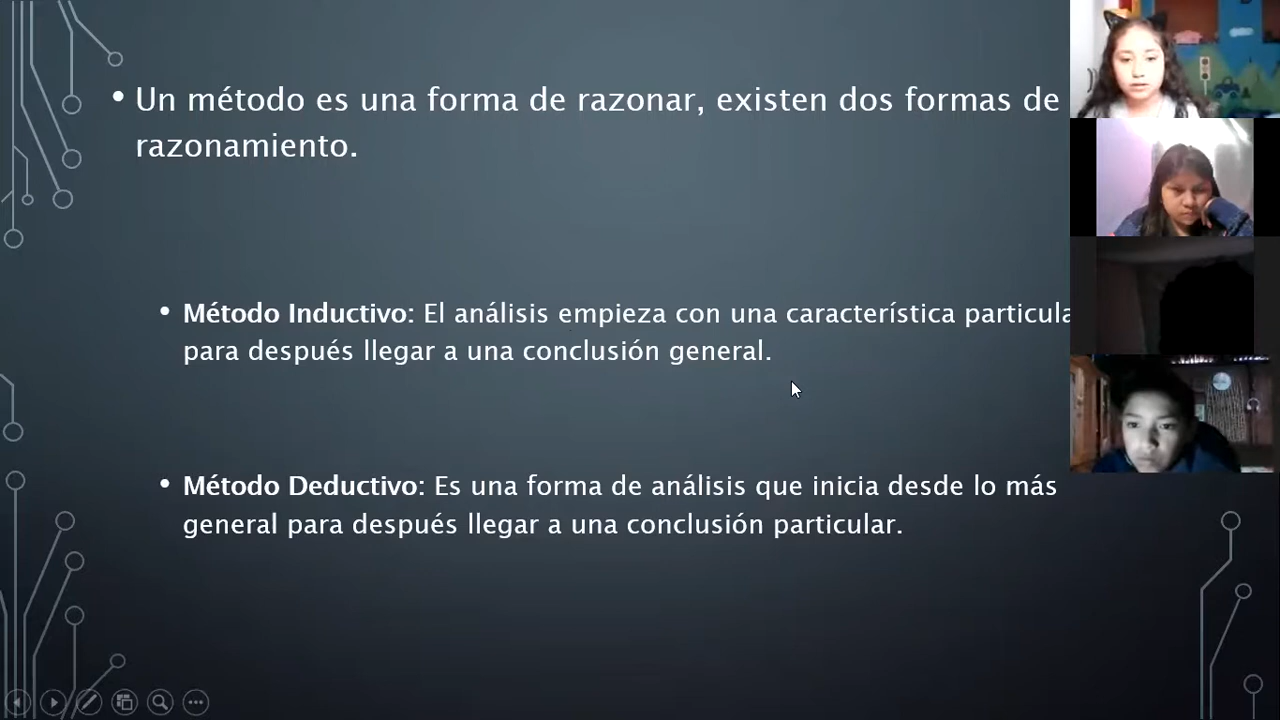 • Un método es una forma de razonar, existen dos formas de
razonamiento.
• Método Inductivo: El análisis empieza con una característica particula
para después llegar a una conclusión general.
• Método Deductivo: Es una forma de análisis que inicia desde lo más
general para después llegar a una conclusión particular.